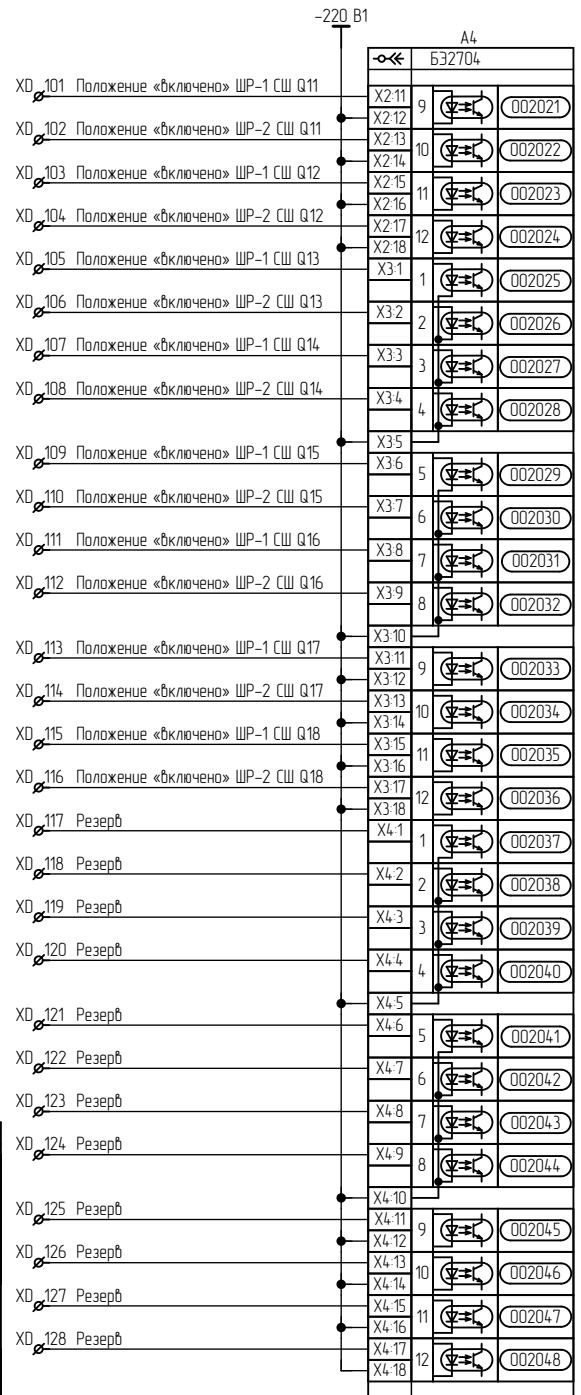 -220 В1
А4
Б32704
XD 101 Положение «Включено» ШР-1 СШ Q11
X2:11
9
002021
X2:12
XD 102 Положение «Включено» ШР-2 СШ Q11
X2:13
10
002022
X2:14
XD 103 Положение «Включено» ШР-1 СШ Q12
X2:15
11
002023
X2:16
XD 104 Положение «Включено» ШР-2 СШ Q12
X2:17
12
002024
X2:18
XD 105 Положение «Включено» ШР-1 СШ Q13
X3:1
1
002025
XD 106 Положение «Включено» ШР-2 СШ Q13
X3:2
2
002026
XD 107 Положение «Включено» ШР-1 СШ Q14
X3:3
3
002027
XD 108 Положение «Включено» ШР-2 СШ Q14
X3:4
4
002028
X3:5
XD 109 Положение «Включено» ШР-1 СШ Q15
X3:6
5
002029
XD 110 Положение «Включено» ШР-2 СШ Q15
X3:7
6
002030
XD 111 Положение «Включено» ШР-1 СШ Q16
X3:8
7
002031
XD 112 Положение «Включено» ШР-2 СШ Q16
X3:9
8
002032
X3:10
XD 113 Положение «Включено» ШР-1 СШ Q17
X3:11
9
002033
X3:12
XD 114 Положение «Включено» ШР-2 СШ Q17
X3:13
10
002034
X3:14
XD 115 Положение «Включено» ШР-1 СШ Q18
X3:15
11
002035
X3:16
XD 116 Положение «Включено» ШР-2 СШ Q18
X3:17
12
002036
X3:18
XD 117 Резерв
X4:1
1
002037
XD 118 Резерв
X4:2
2
002038
XD 119 Резерв
X4:3
3
002039
XD 120 Резерв
X4:4
4
002040
X4:5
XD 121 Резерв
X4:6
5
002041
XD 122 Резерв
X4:7
6
002042
XD 123 Резерв
X4:8
7
002043
XD 124 Резерв
X4:9
8
002044
X4:10
XD 125 Резерв
X4:11
9
002045
X4:12
XD 126 Резерв
X4:13
10
002046
X4:14
XD 127 Резерв
X4:15
11
002047
X4:16
XD 128 Резерв
X4:17
12
002048
X4:18